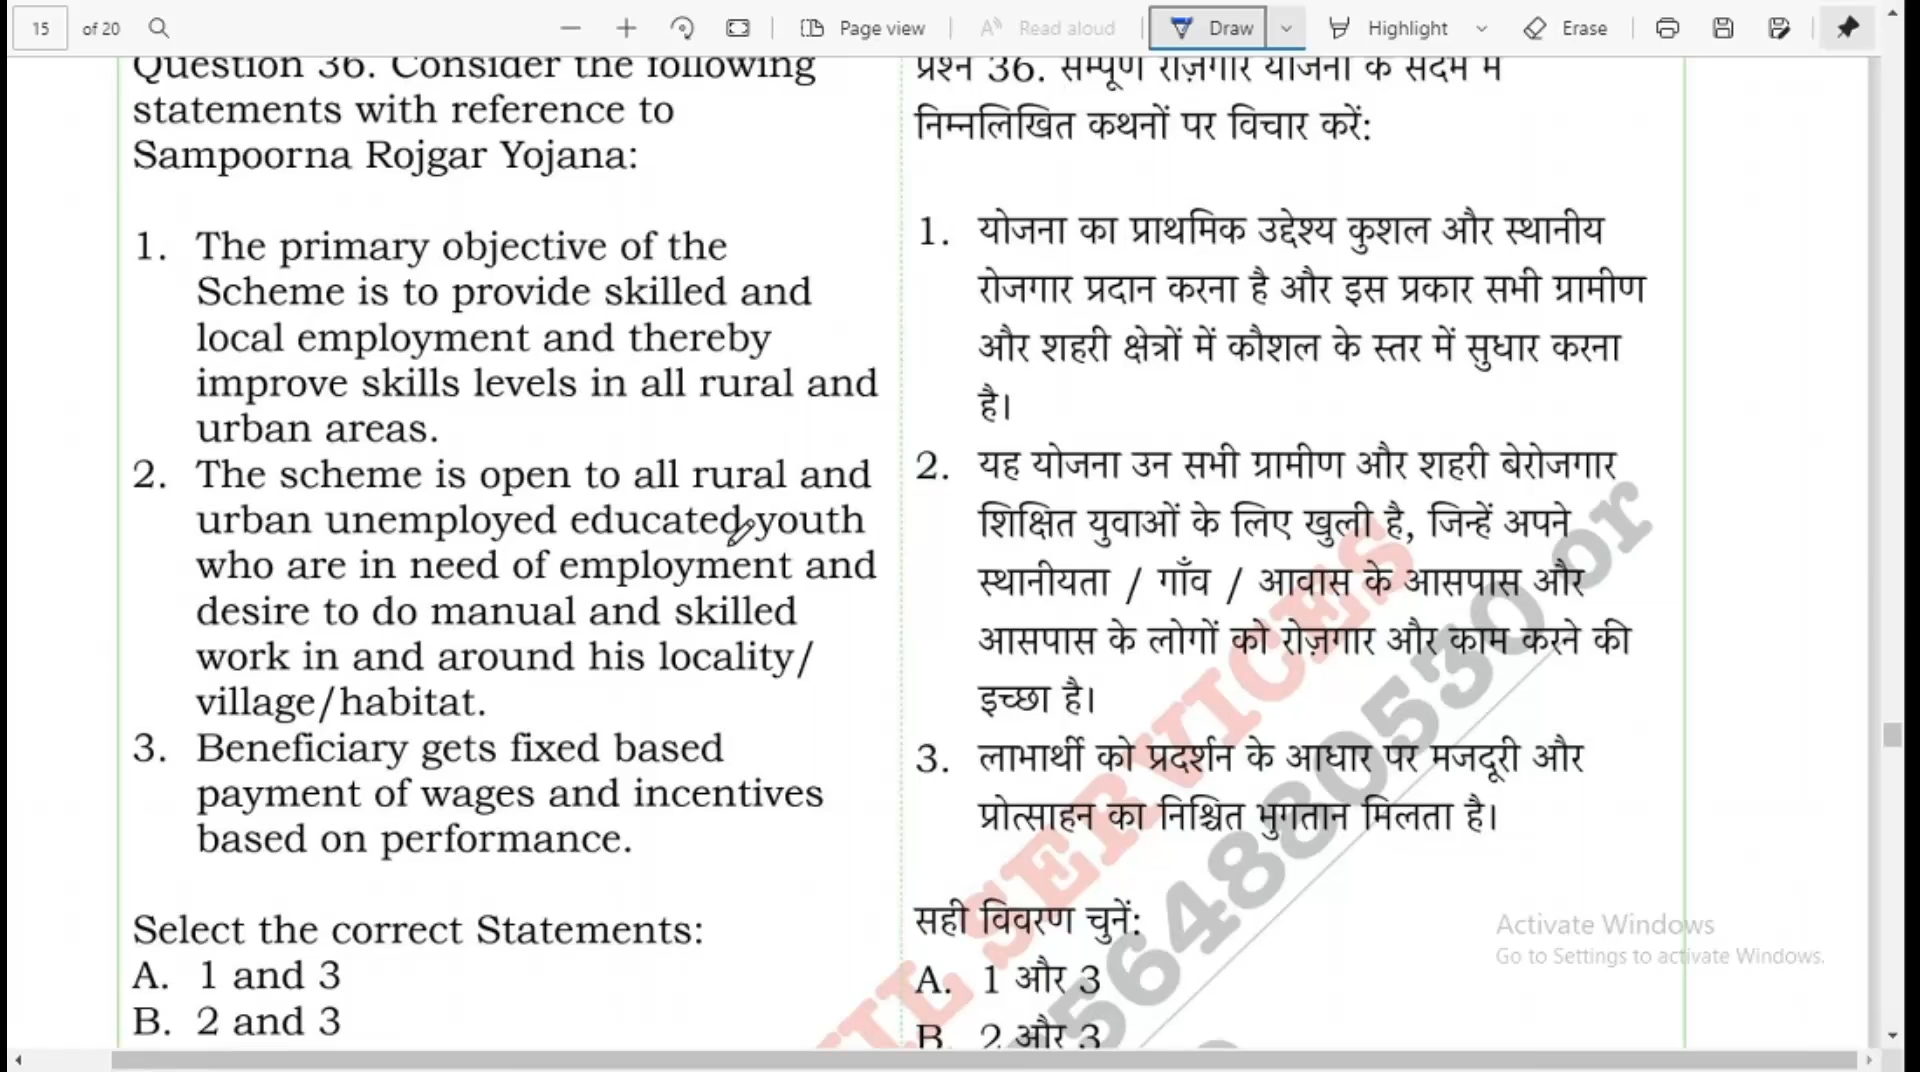 15 of 20 Page view Read aloud Draw Highlight Erase
Question 36. Consider the following
statements with reference to
Sampoorna Rojgar Yojana:
1. The primary objective of the
Scheme is to provide skilled and
local employment and thereby
improve skills levels in all rural and
urban areas.
2. The scheme is open to all rural and
urban unemployed educated youth
who are in need of employment and
desire to do manual and skilled
work in and around his locality/
village/habitat.
3. Beneficiary gets fixed based
payment of wages and incentives
based on performance.
Select the correct Statements:
A. 1 and 3
B. 2 and 3
प्रश्न 36. सम्पूर्ण रोज़गार योजना के संदर्भ में
निम्नलिखित कथनों पर विचार करें:
1. योजना का प्राथमिक उद्देश्य कुशल और स्थानीय
रोजगार प्रदान करना है और इस प्रकार सभी ग्रामीण
और शहरी क्षेत्रों में कौशल के स्तर में सुधार करना
है।
2. यह योजना उन सभी ग्रामीण और शहरी बेरोजगार
शिक्षित युवाओं के लिए खुली है, जिन्हें अपने
स्थानीयता / गाँव / आवास के आसपास और
आसपास के लोगों को रोज़गार और काम करने की
इच्छा है।
3. लाभार्थी को प्रदर्शन के आधार पर मजदूरी और
प्रोत्साहन का निश्चित भुगतान मिलता है।
सही विवरण चुनें:
A. 1 और 3
B. 2 और 3
SERVICES
564880530 or
Activate Windows
Go to Settings to activate Windows.